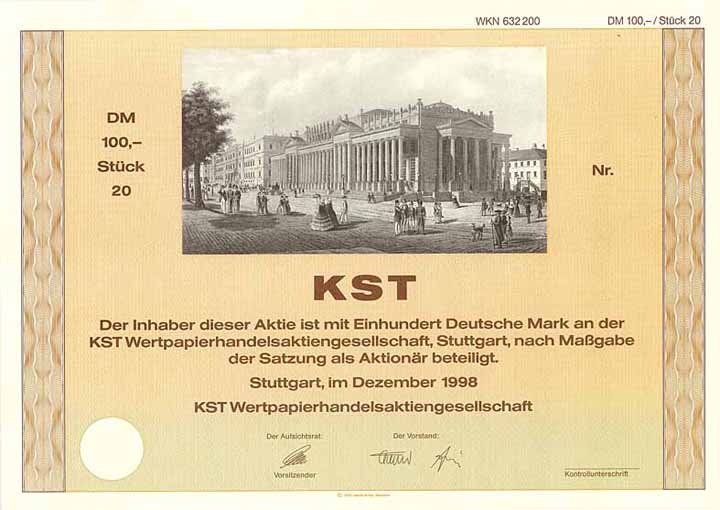 WKN 632 200 DM 100,– / Stück 20
DM
100,–
Stück
20
Nr.
KST
Der Inhaber dieser Aktie ist mit Einhundert Deutsche Mark an der
KST Wertpapierhandelsaktiengesellschaft, Stuttgart, nach Maßgabe
der Satzung als Aktionär beteiligt.
Stuttgart, im Dezember 1998
KST Wertpapierhandelsaktiengesellschaft
Der Aufsichtsrat: Der Vorstand:
Vorsitzender
Kontrollunterschrift